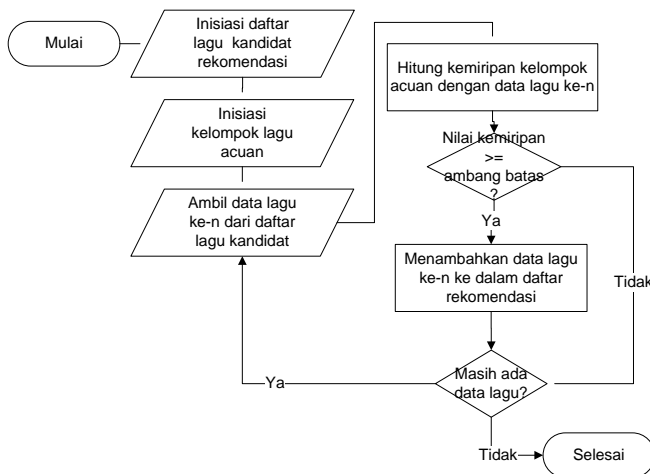 Mulai
Inisiasi daftar
lagu kandidat
rekomendasi
Inisiasi
kelompok lagu
acuan
Ambil data lagu
ke-n dari daftar
lagu kandidat
Hitung kemiripan kelompok
acuan dengan data lagu ke-n
Nilai kemiripan
>=
ambang batas
?
Ya
Tidak
Menambahkan data lagu
ke-n ke dalam daftar
rekomendasi
Masih ada
data lagu?
Ya
Tidak
Selesai